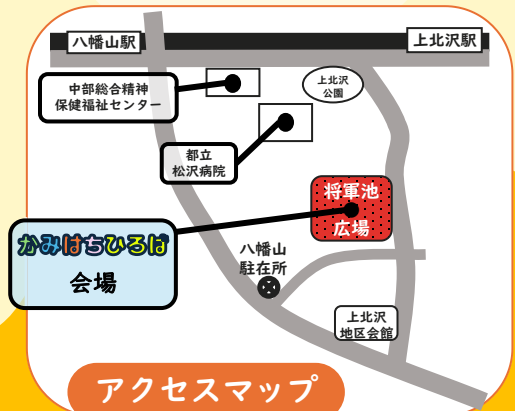 八幡山駅
上北沢駅
中部総合精神
保健福祉センター
上北沢
公園
都立
松沢病院
将軍池
広場
かみはちひろば
会場
八幡山
駐在所
上北沢
地区会館
アクセスマップ